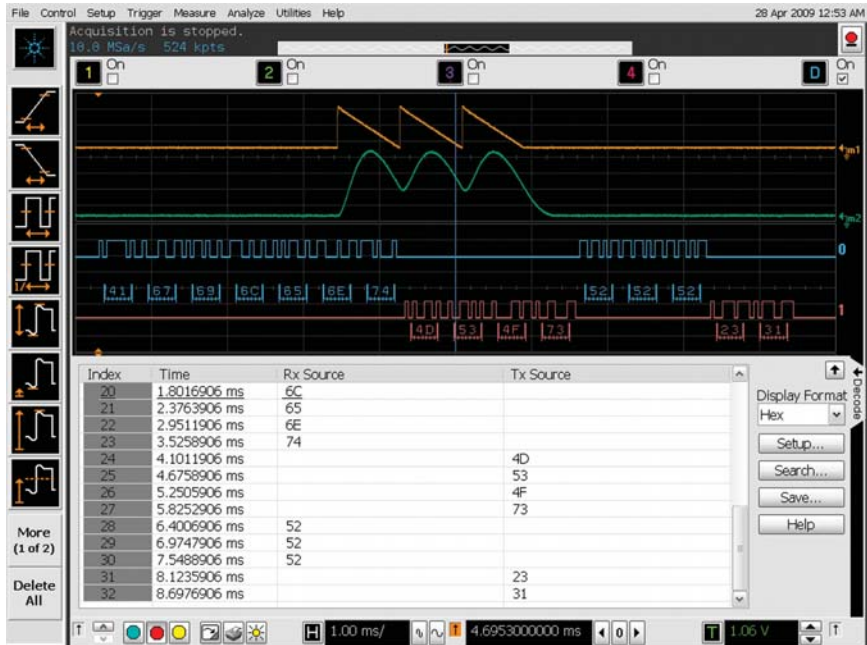 File Control Setup Trigger Measure Analyze Utilities Help 28 Apr 2009 12:53 AM
Acquisition is stopped.
10.0 MSa/s 524 kpts
1 On 2 On 3 On 4 On D On
m1
m2
0
41 67 69 6C 65 6E 74 52 52 52
1
4D 53 4F 73 23 31
Index Time Rx Source Tx Source
20 1.8016906 ms 6C
21 2.3763906 ms 65
22 2.9511906 ms 6E
23 3.5258906 ms 74
24 4.1011906 ms 4D
25 4.6758906 ms 53
26 5.2505906 ms 4F
27 5.8252906 ms 73
28 6.4006906 ms 52
29 6.9747906 ms 52
30 7.5488906 ms 52
31 8.1235906 ms 23
32 8.6976906 ms 31
Decode
Display Format
Hex
Setup...
Search...
Save...
Help
1/
More
(1 of 2)
Delete
All
H 1.00 ms/ 4.6953000000 ms 0 T 1.06 V